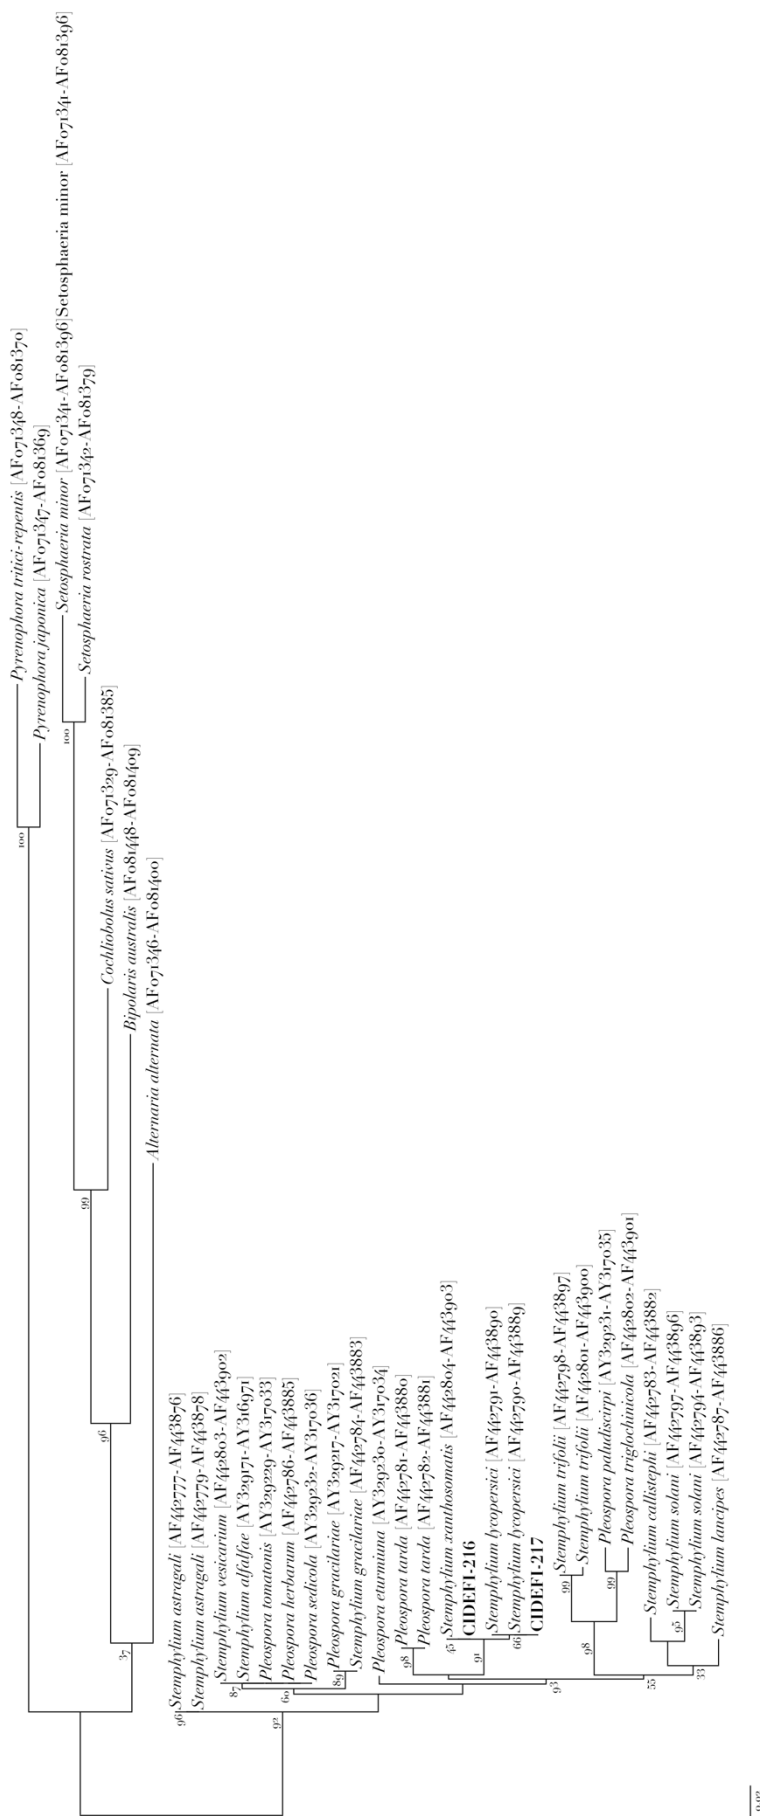 Pyrenophora tritici-repentis [AF071348-AF081370]
100
Pyrenophora japonica [AF071347-AF081369]
Setosphaeria minor [AF071341-AF081396]Setosphaeria minor [AF071341-AF081396]
100
Setosphaeria rostrata [AF071342-AF081379]
99
Cochliobolus sativus [AF071329-AF081385]
96
Bipolaris australis [AF081448-AF081409]
37
Alternaria alternata [AF071346-AF081400]
96
Stemphylium astragali [AF442777-AF443876]
Stemphylium astragali [AF442779-AF443878]
Stemphylium vesicarium [AF442803-AF443902]
87
Stemphylium alfalfae [AY329171-AY316971]
Pleospora tomatonis [AY329229-AY317033]
92
60
Pleospora herbarum [AF442786-AF443885]
Pleospora sedicola [AY329232-AY317036]
Pleospora gracilariae [AY329217-AY317021]
89
Stemphylium gracilariae [AF442784-AF443883]
Pleospora eturmiuna [AY329230-AY317034]
Pleospora tarda [AF442781-AF443880]
98
Pleospora tarda [AF442782-AF443881]
Stemphylium xanthosomatis [AF442804-AF443903]
45
CIDEFI-216
91
Stemphylium lycopersici [AF442791-AF443890]
Stemphylium lycopersici [AF442790-AF443889]
66
CIDEFI-217
93
Stemphylium trifolii [AF442798-AF443897]
99
Stemphylium trifolii [AF442801-AF443900]
98
Pleospora paludiscirpi [AY329231-AY317035]
99
Pleospora triglochinicola [AF442802-AF443901]
55
Stemphylium callistephi [AF442783-AF443882]
Stemphylium solani [AF442797-AF443896]
95
Stemphylium solani [AF442794-AF443893]
33
Stemphylium lancipes [AF442787-AF443886]
0.02